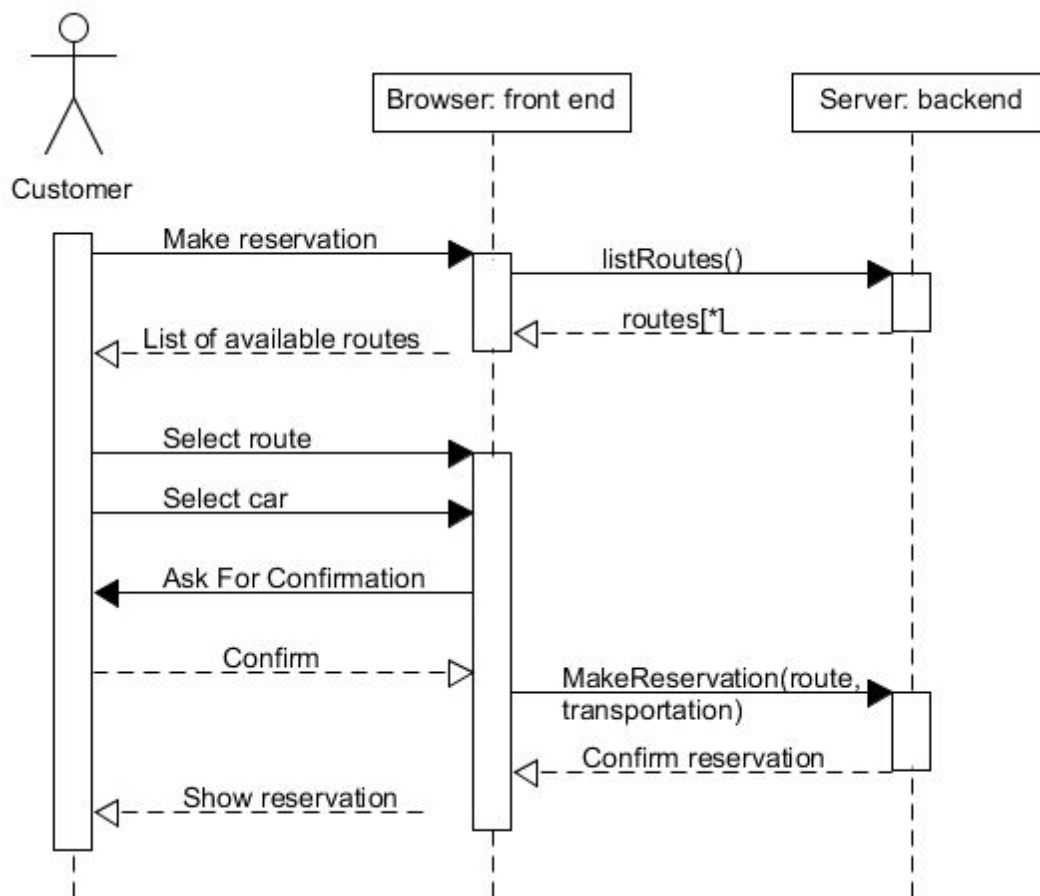 Browser: front end
Server: backend
Customer
Make reservation
listRoutes()
routes[*]
List of available routes
Select route
Select car
Ask For Confirmation
Confirm
MakeReservation(route,
transportation)
Confirm reservation
Show reservation